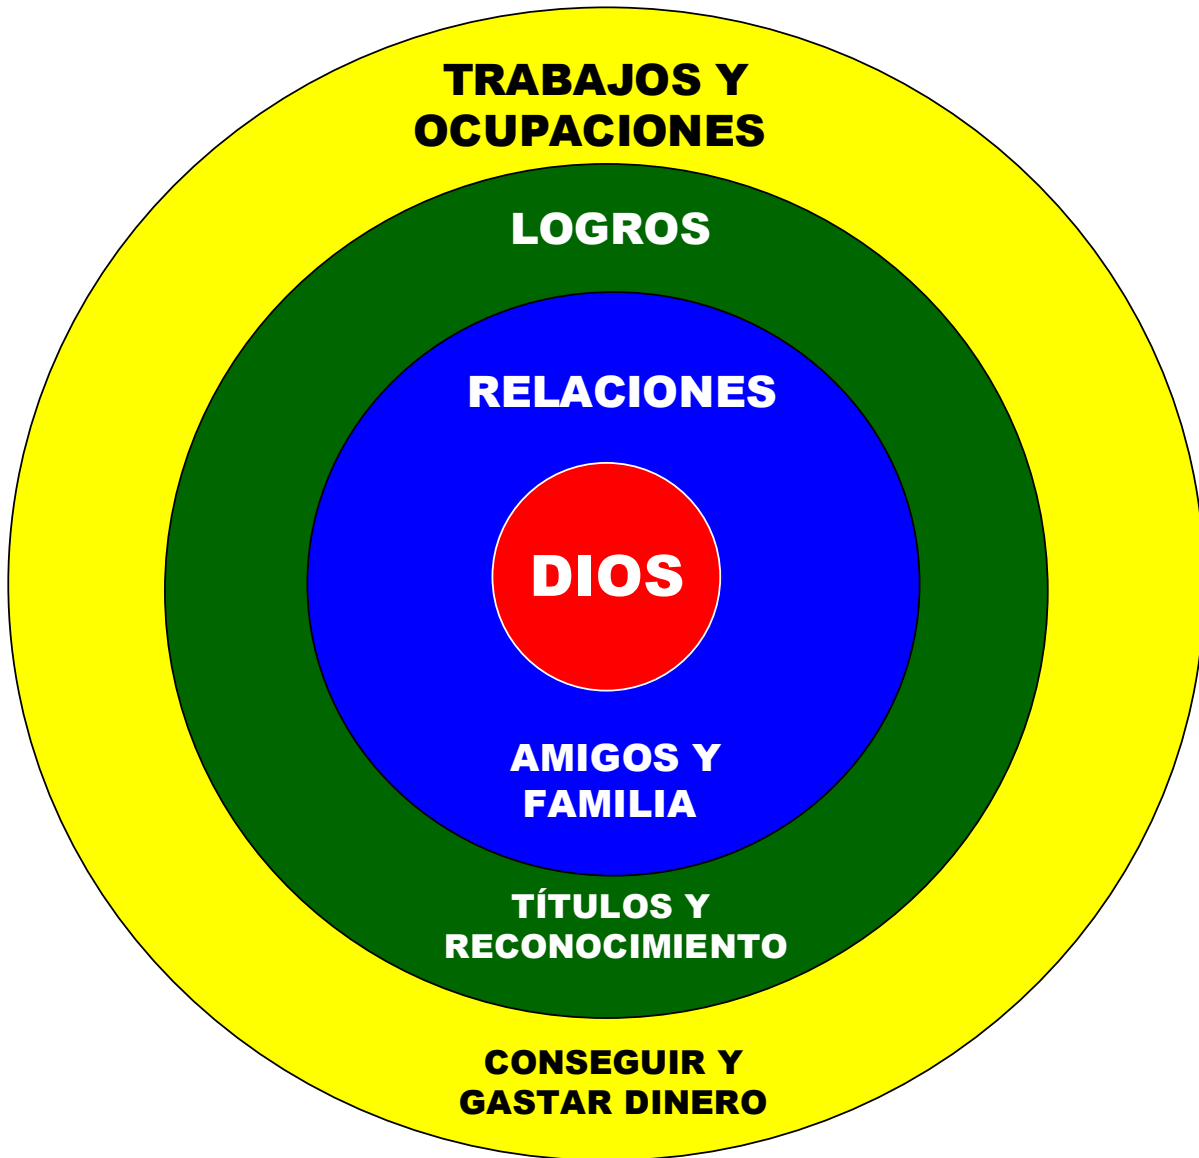 TRABAJOS Y
OCUPACIONES
LOGROS
RELACIONES
DIOS
AMIGOS Y
FAMILIA
TÍTULOS Y
RECONOCIMIENTO
CONSEGUIR Y
GASTAR DINERO